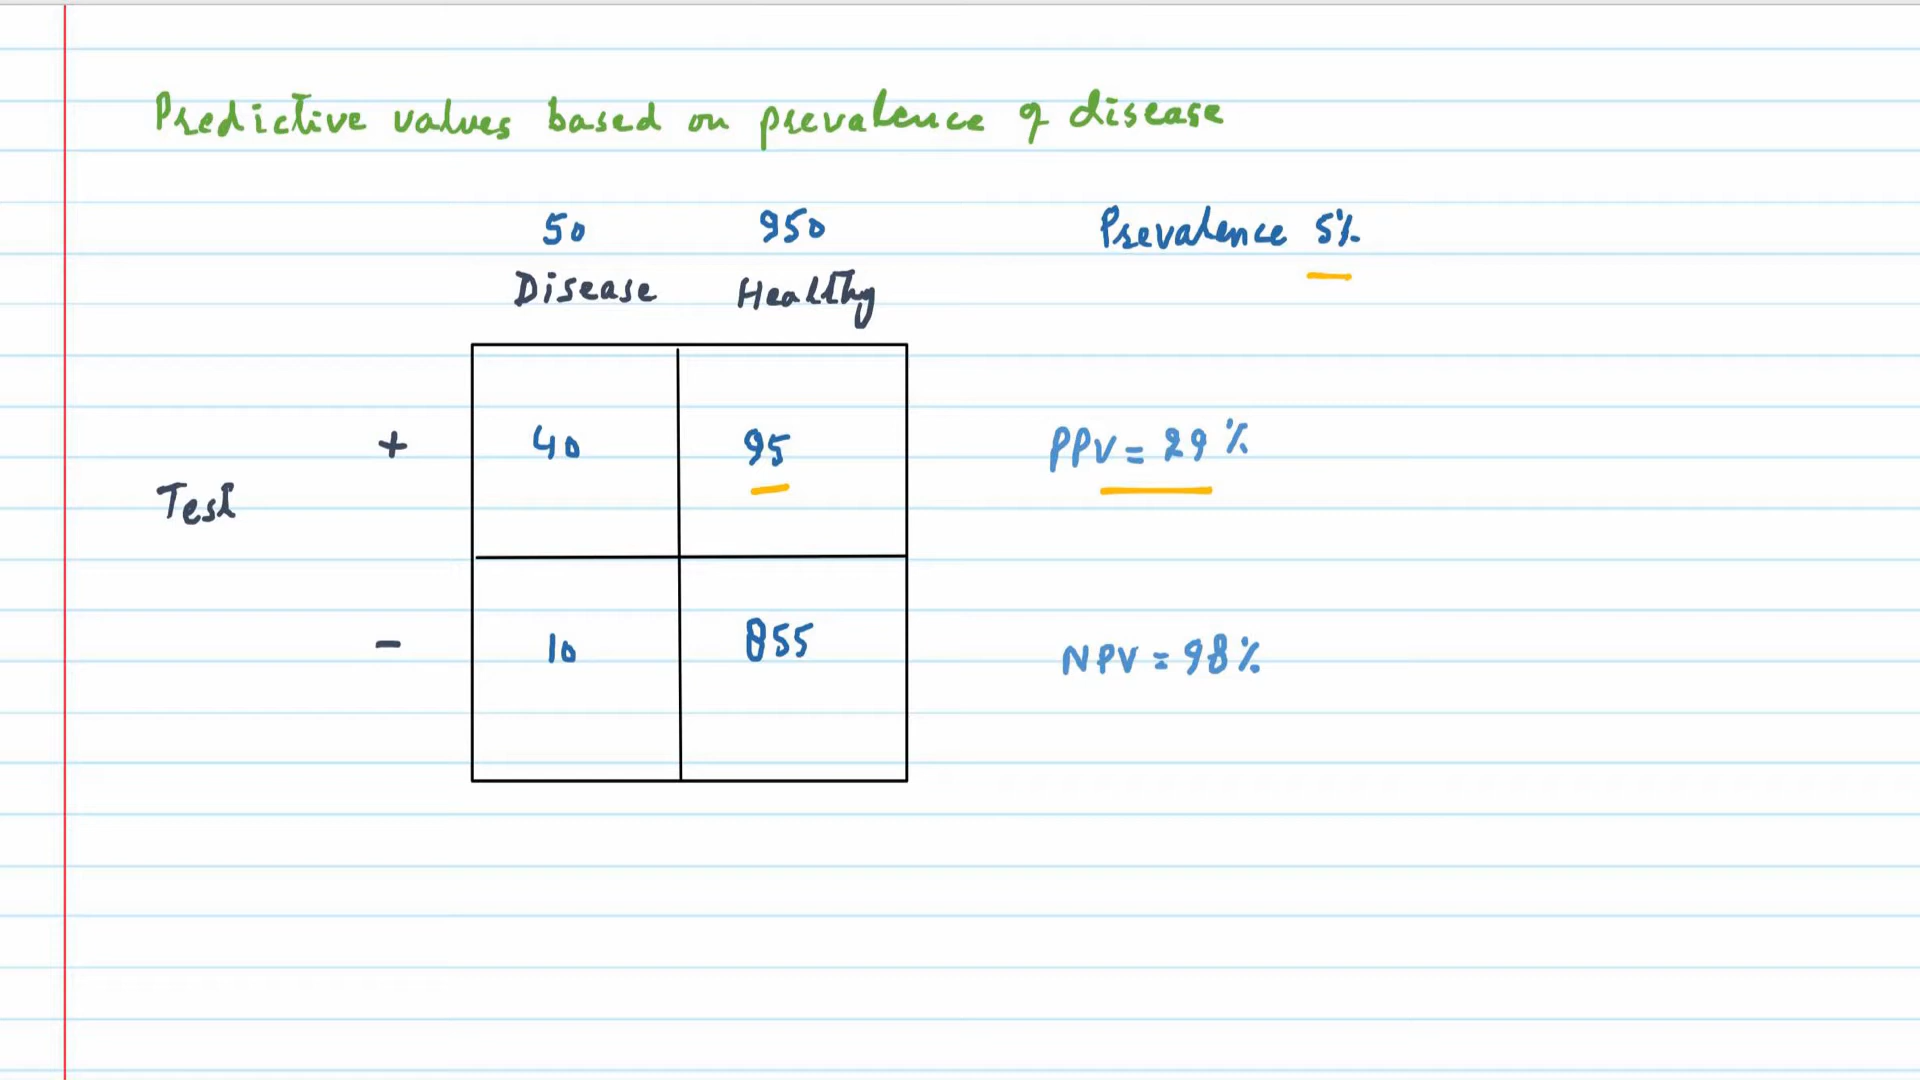 Predictive values based on prevalence of disease
50 950 Prevalence 5%
Disease Healthy
+ 40 95 PPV = 29%
Test
- 10 855 NPV = 98%